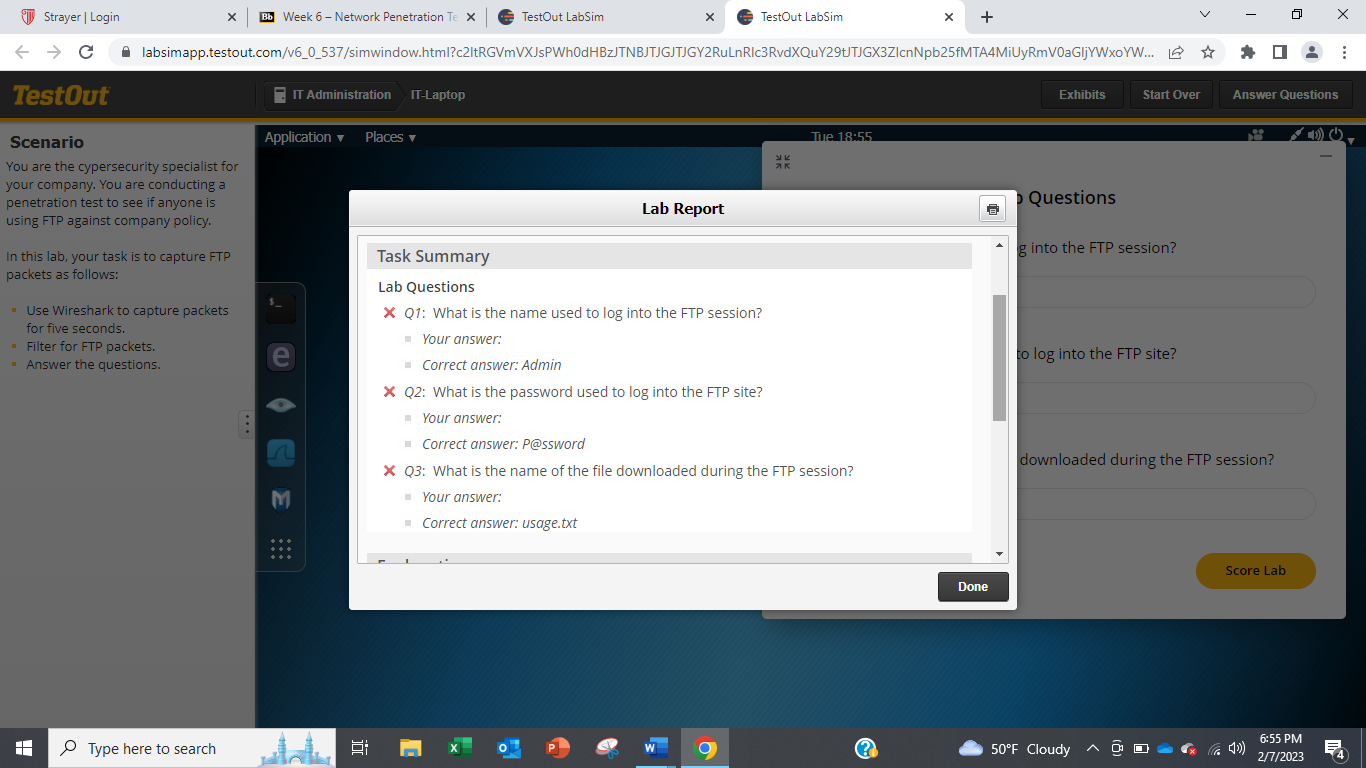 Strayer | Login
Week 6 – Network Penetration Te
TestOut LabSim
TestOut LabSim
labsimapp.testout.com/v6_0_537/simwindow.html?c2ltRGVmVXJsPWh0dHBzJTNBJTJGJTJGY2RuLnRlc3RvdXQuY29tJTJGX3ZlcnNpb25fMTA4MiUyRmV0aGljYWxoYW...
TestOut
IT Administration
IT-Laptop
Exhibits
Start Over
Answer Questions
Scenario
You are the cypersecurity specialist for
your company. You are conducting a
penetration test to see if anyone is
using FTP against company policy.
In this lab, your task is to capture FTP
packets as follows:
Use Wireshark to capture packets
for five seconds.
Filter for FTP packets.
Answer the questions.
Application
Places
Tue 18:55
Questions
into the FTP session?
to log into the FTP site?
downloaded during the FTP session?
Score Lab
Lab Report
Task Summary
Lab Questions
Q1: What is the name used to log into the FTP session?
Your answer:
Correct answer: Admin
Q2: What is the password used to log into the FTP site?
Your answer:
Correct answer: P@ssword
Q3: What is the name of the file downloaded during the FTP session?
Your answer:
Correct answer: usage.txt
Done
Type here to search
50°F Cloudy
6:55 PM
2/7/2023
4